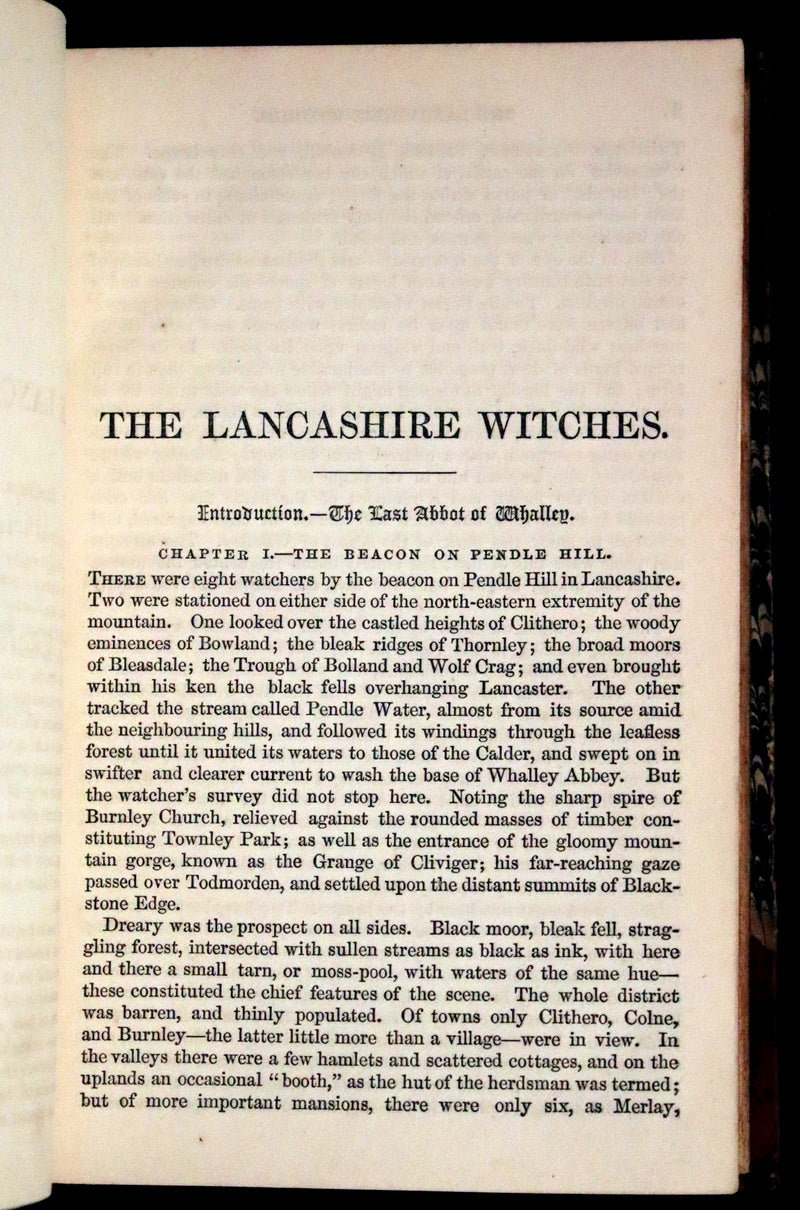 THE LANCASHIRE WITCHES.
Introduction.—The Last Abbot of Whalley.
CHAPTER I.—THE BEACON ON PENDLE HILL.
THERE were eight watchers by the beacon on Pendle Hill in Lancashire.
Two were stationed on either side of the north-eastern extremity of the
mountain. One looked over the castled heights of Clithero; the woody
eminences of Bowland; the bleak ridges of Thornley; the broad moors
of Bleasdale; the Trough of Bolland and Wolf Crag; and even brought
within his ken the black fells overhanging Lancaster. The other
tracked the stream called Pendle Water, almost from its source amid
the neighbouring hills, and followed its windings through the leafless
forest until it united its waters to those of the Calder, and swept on in
swifter and clearer current to wash the base of Whalley Abbey. But
the watcher's survey did not stop here. Noting the sharp spire of
Burnley Church, relieved against the rounded masses of timber con-
stituting Townley Park; as well as the entrance of the gloomy moun-
tain gorge, known as the Grange of Cliviger; his far-reaching gaze
passed over Todmorden, and settled upon the distant summits of Black-
stone Edge.
Dreary was the prospect on all sides. Black moor, bleak fell, strag-
gling forest, intersected with sullen streams as black as ink, with here
and there a small tarn, or moss-pool, with waters of the same hue—
these constituted the chief features of the scene. The whole district
was barren, and thinly populated. Of towns only Clithero, Colne,
and Burnley—the latter little more than a village—were in view. In
the valleys there were a few hamlets and scattered cottages, and on the
uplands an occasional "booth," as the hut of the herdsman was termed;
but of more important mansions, there were only six, as Merlay,